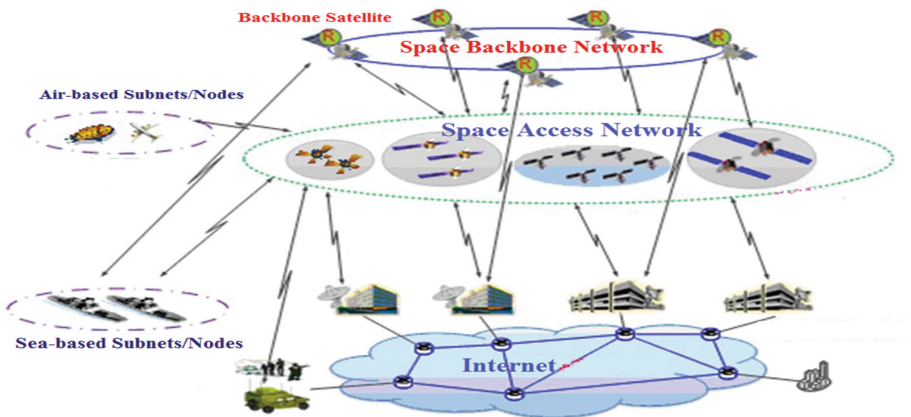 Backbone Satellite
R
R
R
R
R
Space Backbone Network
Air-based Subnets/Nodes
Space Access Network
Sea-based Subnets/Nodes
Internet